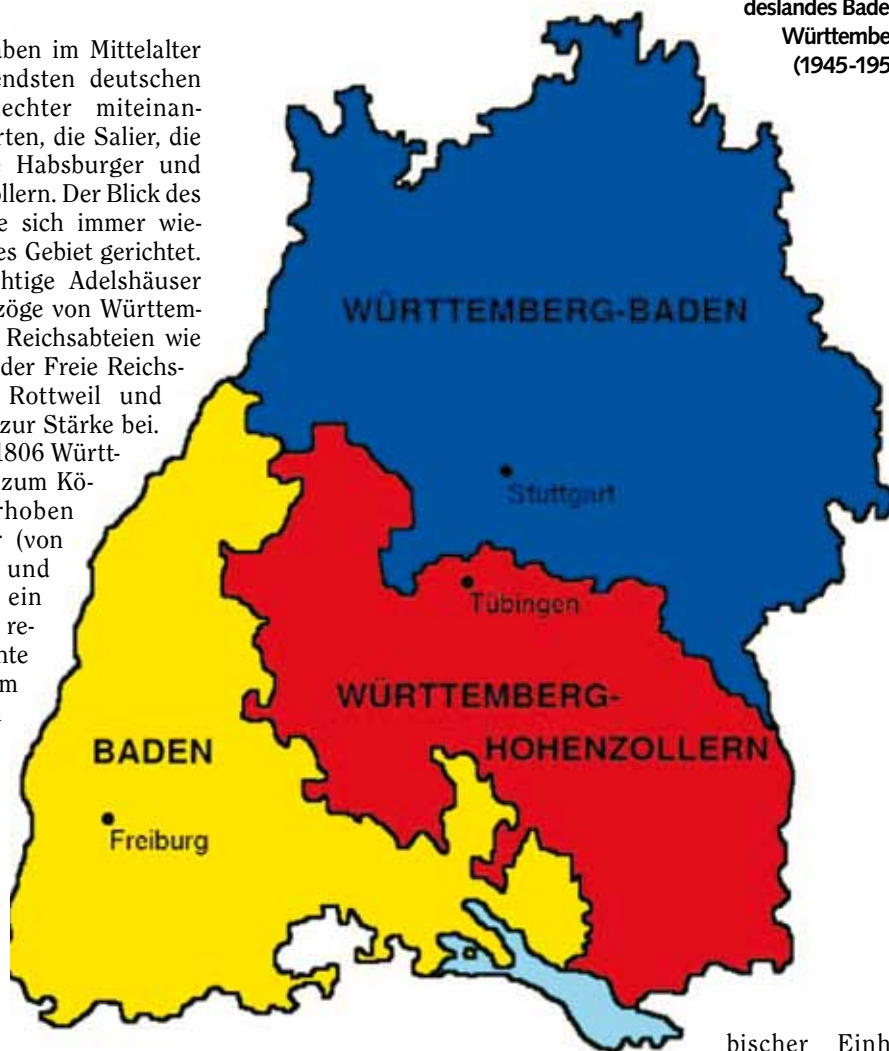 deslandes Bade
Württembe
(1945-195
aben im Mittelalter
endsten deutschen
echter miteinan-
rten, die Salier, die
e Habsburger und
ollern. Der Blick des
e sich immer wie-
es Gebiet gerichtet.
chtige Adelshäuser
zöge von Württem-
Reichsabteien wie
der Freie Reichs-
Rottweil und
zur Stärke bei.
1806 Württ-
zum Kö-
rhoben
(von
und
ein
re-
nte
m
WÜRTTEMBERG-BADEN
Stuttgart
Tübingen
WÜRTTEMBERG-
HOHENZOLLERN
BADEN
Freiburg
bischer Einh